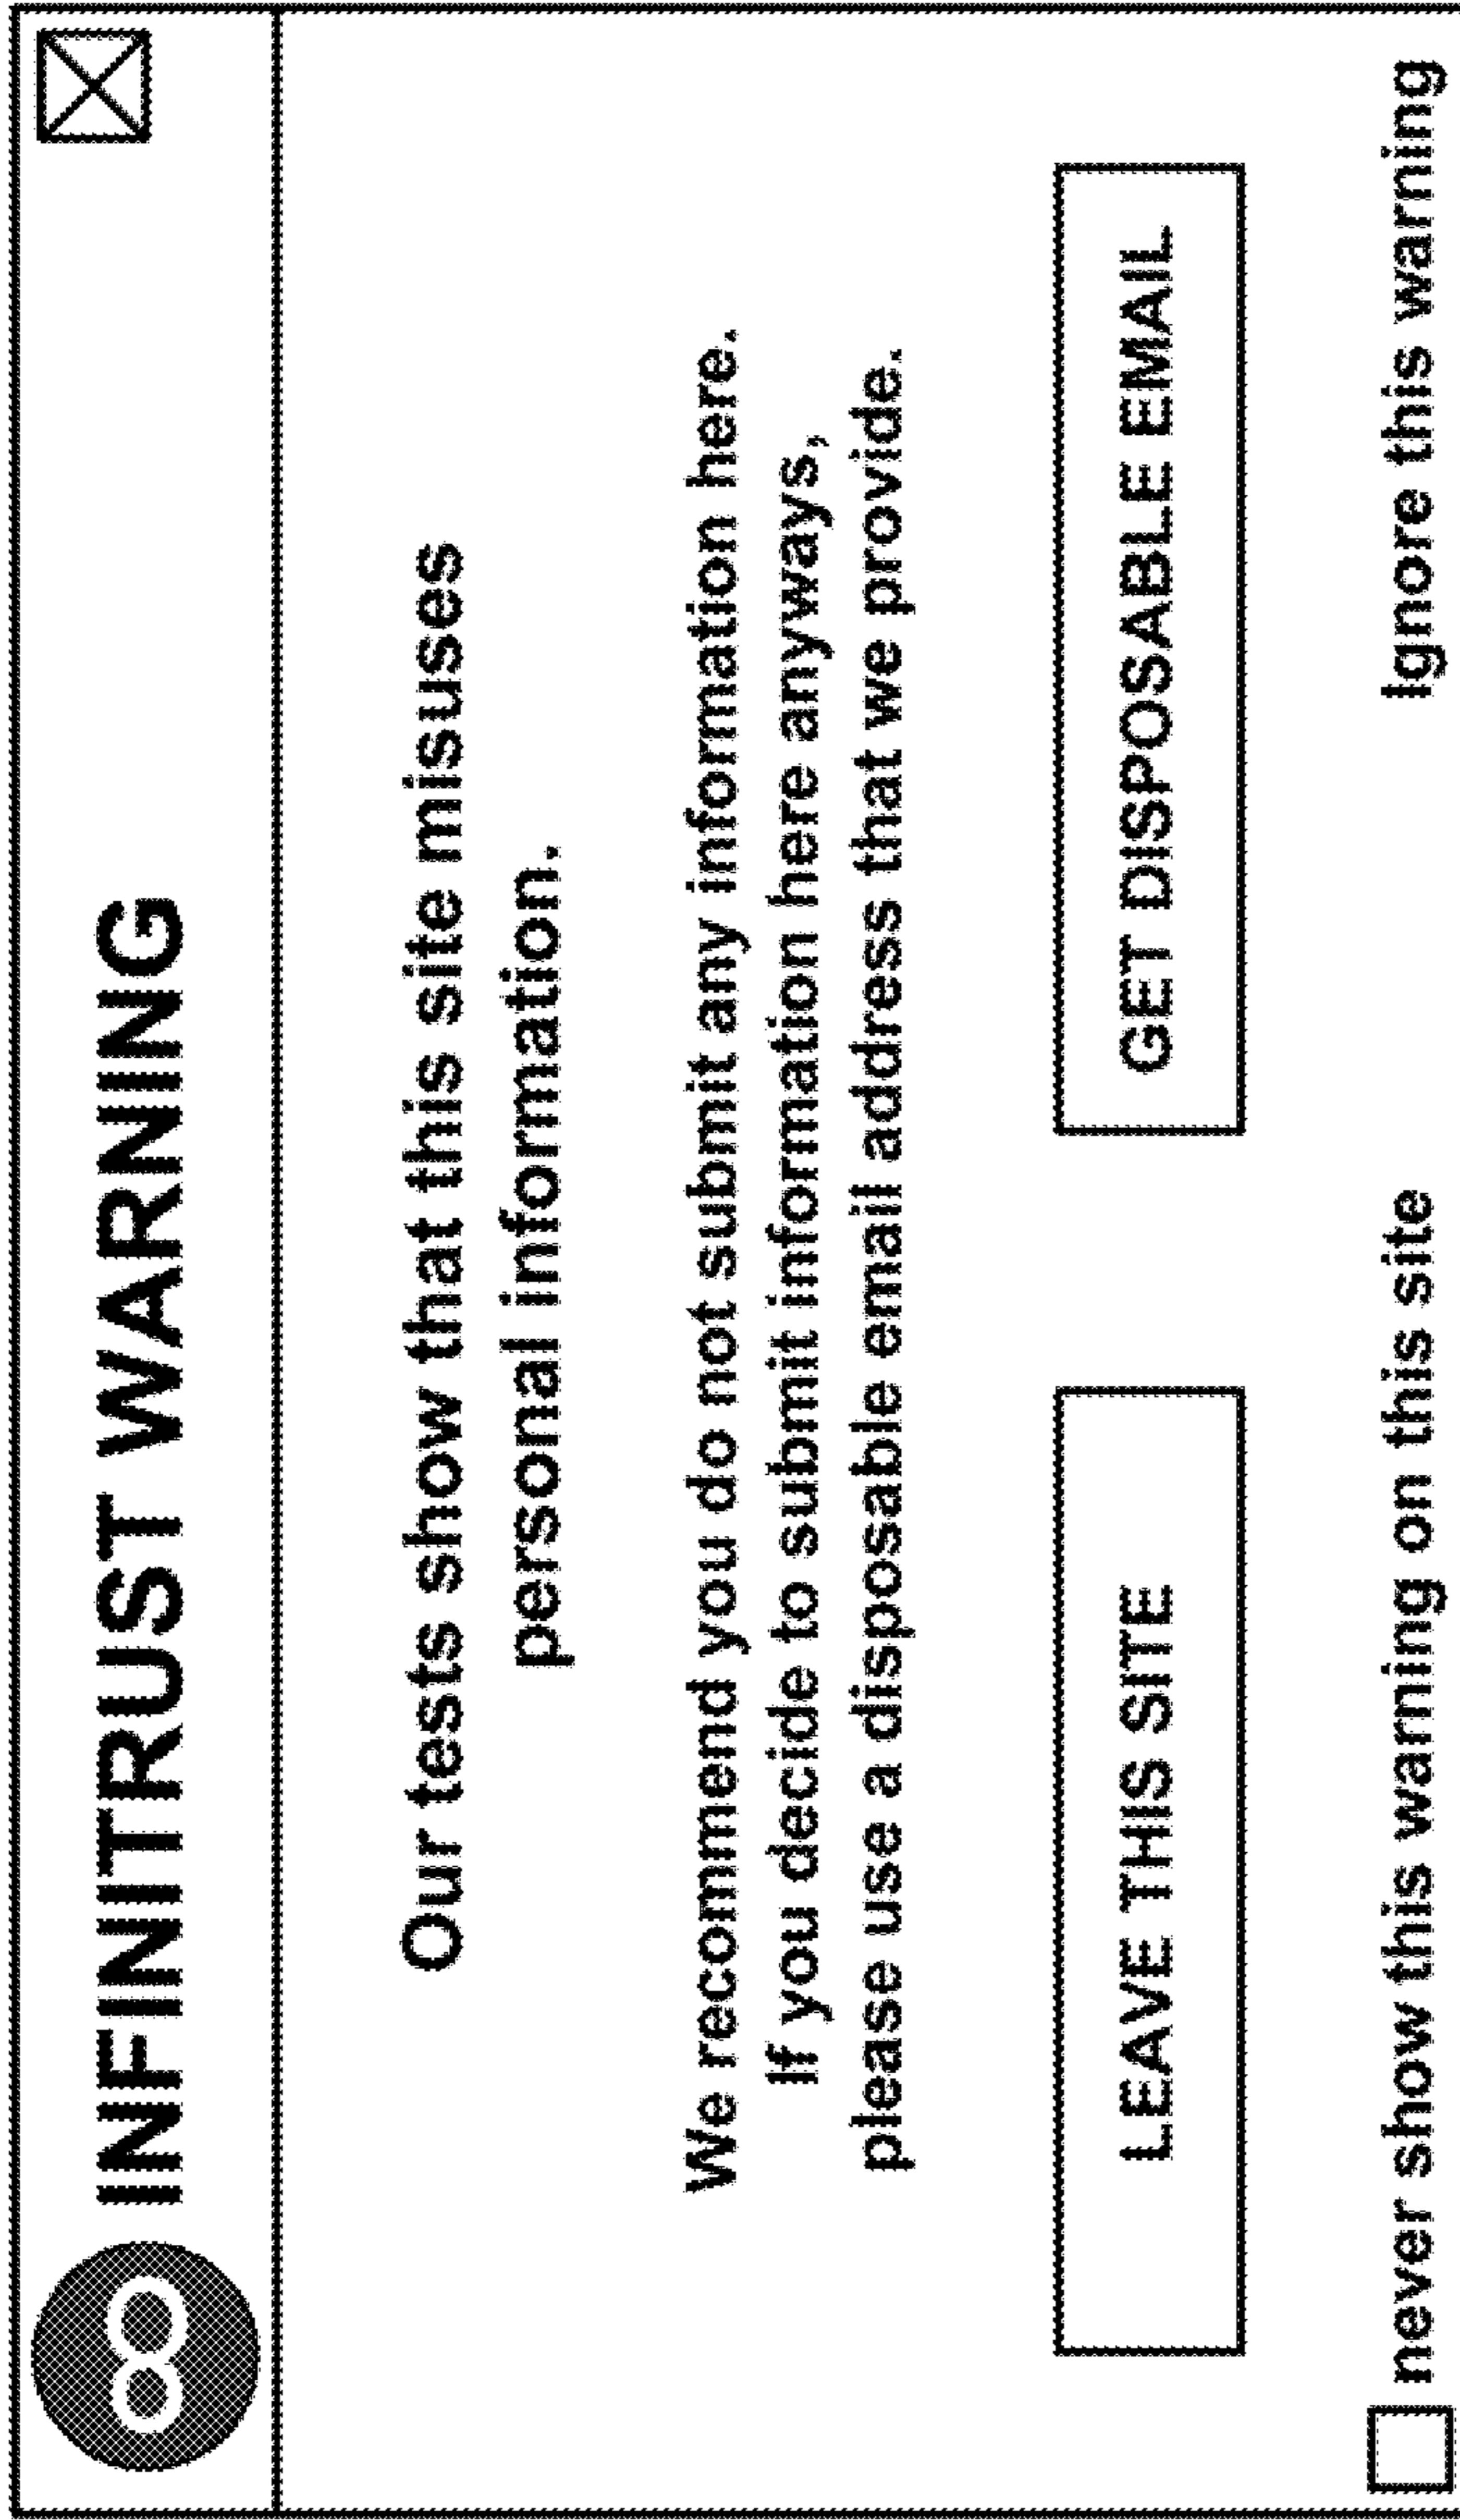 INFINITRUST WARNING
Our tests show that this site misuses
personal information.
We recommend you do not submit any information here.
If you decide to submit information here anyways,
please use a disposable email address that we provide.
LEAVE THIS SITE
GET DISPOSABLE EMAIL
never show this warning on this site
Ignore this warning